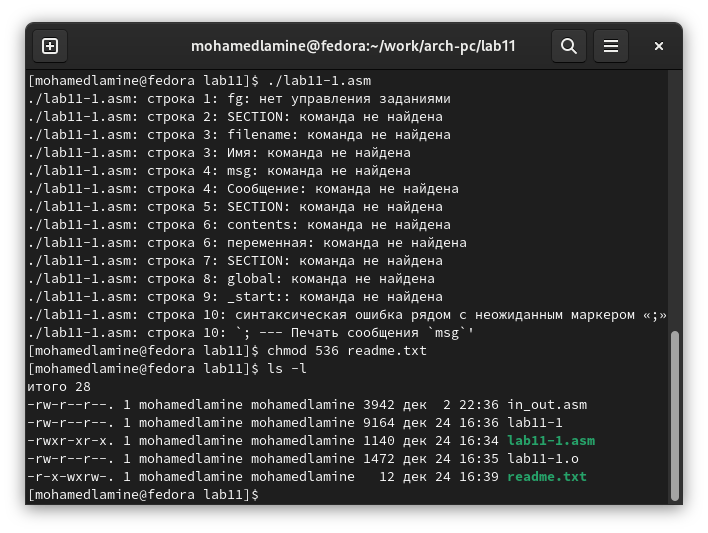 mohamedlamine@fedora:~/work/arch-pc/lab11
[mohamedlamine@fedora lab11]$ ./lab11-1.asm
./lab11-1.asm: строка 1: fg: нет управления заданиями
./lab11-1.asm: строка 2: SECTION: команда не найдена
./lab11-1.asm: строка 3: filename: команда не найдена
./lab11-1.asm: строка 3: Имя: команда не найдена
./lab11-1.asm: строка 4: msg: команда не найдена
./lab11-1.asm: строка 4: Сообщение: команда не найдена
./lab11-1.asm: строка 5: SECTION: команда не найдена
./lab11-1.asm: строка 6: contents: команда не найдена
./lab11-1.asm: строка 6: переменная: команда не найдена
./lab11-1.asm: строка 7: SECTION: команда не найдена
./lab11-1.asm: строка 8: global: команда не найдена
./lab11-1.asm: строка 9: _start:: команда не найдена
./lab11-1.asm: строка 10: синтаксическая ошибка рядом с неожиданным маркером «;»
./lab11-1.asm: строка 10: `; --- Печать сообщения `msg`'
[mohamedlamine@fedora lab11]$ chmod 536 readme.txt
[mohamedlamine@fedora lab11]$ ls -l
итого 28
-rw-r--r--. 1 mohamedlamine mohamedlamine 3942 дек  2 22:36 in_out.asm
-rw-r--r--. 1 mohamedlamine mohamedlamine 9164 дек 24 16:36 lab11-1
-rwxr-xr-x. 1 mohamedlamine mohamedlamine 1140 дек 24 16:34 lab11-1.asm
-rw-r--r--. 1 mohamedlamine mohamedlamine 1472 дек 24 16:35 lab11-1.o
-r-x-wxrw-. 1 mohamedlamine mohamedlamine   12 дек 24 16:39 readme.txt
[mohamedlamine@fedora lab11]$